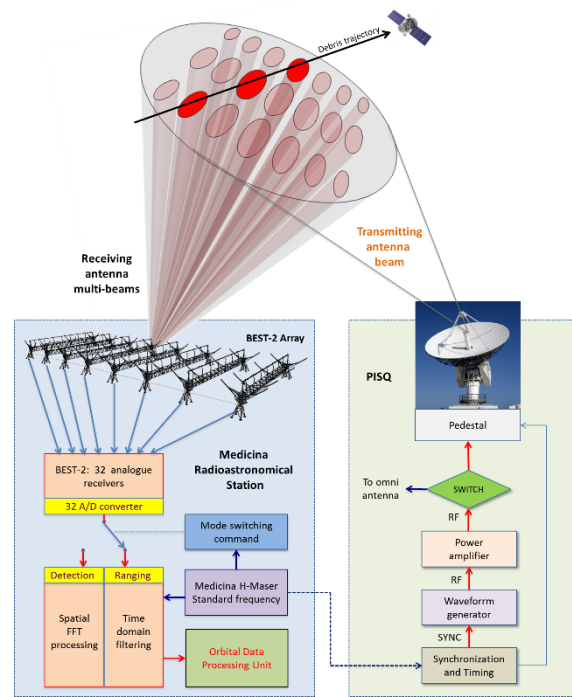 Debris trajectory
Transmitting
antenna
beam
Receiving
antenna
multi-beams
BEST-2 Array
PISQ
Medicina
Radioastronomical
Station
Pedestal
BEST-2: 32 analogue
receivers
32 A/D converter
To omni
antenna
SWITCH
RF
Mode switching
command
Power
amplifier
RF
Detection
Ranging
Spatial
FFT
processing
Time
domain
filtering
Medicina H-Maser
Standard frequency
Waveform
generator
SYNC
Orbital Data
Processing Unit
Synchronization
and Timing